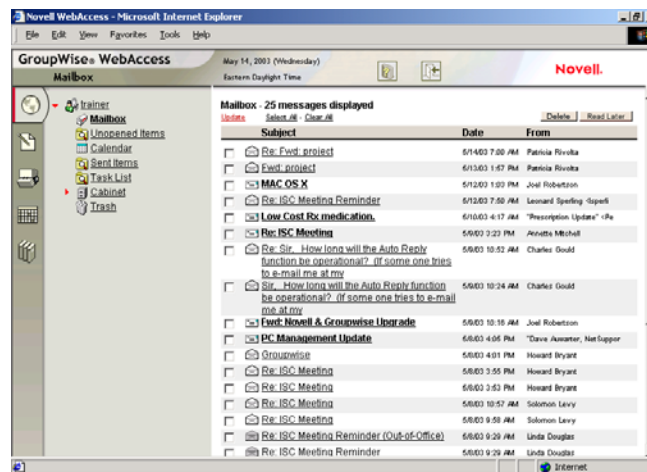 Novell WebAccess - Microsoft Internet Explorer
File Edit View Favorites Tools Help
GroupWise® WebAccess
Mailbox
May 14, 2003 (Wednesday)
Eastern Daylight Time
Novell.
trainer
Mailbox
Unopened Items
Calendar
Sent Items
Task List
Cabinet
Trash
Mailbox - 25 messages displayed
Update Select All - Clear All Delete Read Later
Subject Date From
Re: Fwd: project 5/14/03 7:00 AM Patricia Rivolta
Fwd: project 5/13/03 1:57 PM Patricia Rivolta
MAC OS X 5/12/03 1:03 PM Joel Robertson
Re: ISC Meeting Reminder 5/12/03 7:50 AM Leonard Sperling <lsperli
Low Cost Rx medication. 5/10/03 4:17 AM "Prescription Update" <Pe
Re: ISC Meeting 5/9/03 3:23 PM Annette Mitchell
Re: Sir, How long will the Auto Reply 5/9/03 10:52 AM Charles Gould
function be operational? (If some one tries
to e-mail me at my
Sir, How long will the Auto Reply function 5/9/03 10:24 AM Charles Gould
be operational? (If some one tries to e-mail
me at my
Fwd: Novell & Groupwise Upgrade 5/9/03 10:16 AM Joel Robertson
PC Management Update 5/8/03 4:06 PM "Dave Auwarter, NetSuppor
Groupwise 5/8/03 4:01 PM Howard Bryant
Re: ISC Meeting 5/8/03 3:55 PM Howard Bryant
Re: ISC Meeting 5/8/03 3:53 PM Howard Bryant
Re: ISC Meeting 5/8/03 10:57 AM Solomon Levy
Re: ISC Meeting 5/8/03 9:58 AM Solomon Levy
Re: ISC Meeting Reminder (Out-of-Office) 5/8/03 9:29 AM Linda Douglas
Re: ISC Meeting Reminder 5/8/03 9:29 AM Linda Douglas
Internet